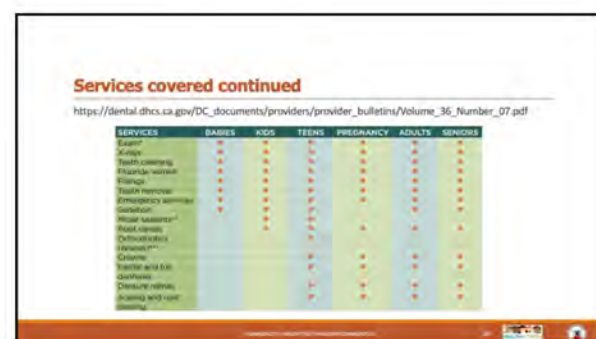 Services covered continued
https://dental.dhcs.ca.gov/DC_documents/providers/provider_bulletins/Volume_36_Number_07.pdf
SERVICES BABIES KIDS TEENS PREGNANCY ADULTS SENIORS
Exam*
X-rays
Teeth cleaning
Fluoride varnish
Fillings
Tooth removal
Emergency services
Sedation
Molar sealants**
Root canals
Orthodontics
Crowns
Partial and full
dentures
Denture relines
Scaling and root
planing